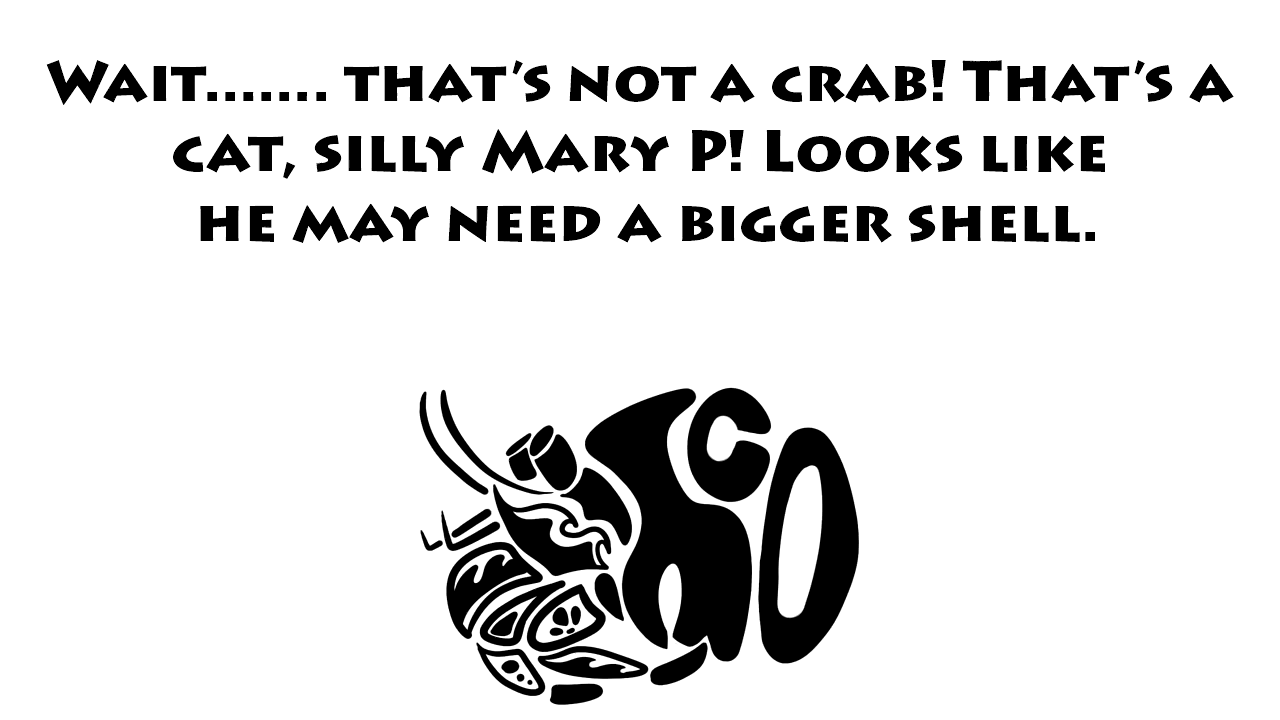 Wait....... that's not a crab! That's a
cat, silly Mary P! Looks like
he may need a bigger shell.